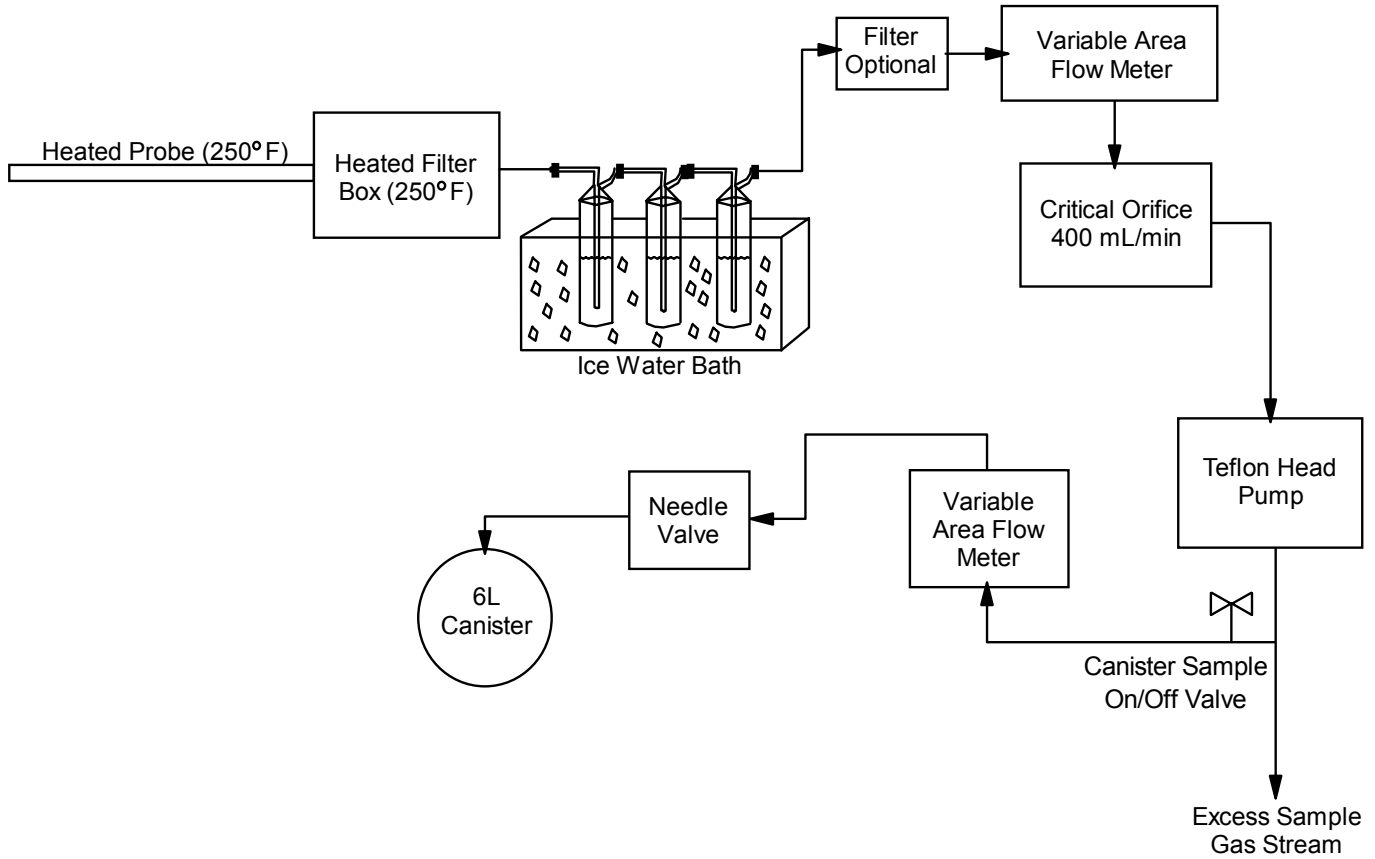 Heated Probe (250°F)
Heated Filter
Box (250°F)
Ice Water Bath
Filter
Optional
Variable Area
Flow Meter
Critical Orifice
400 mL/min
Teflon Head
Pump
Canister Sample
On/Off Valve
Excess Sample
Gas Stream
Variable
Area Flow
Meter
Needle
Valve
6L
Canister